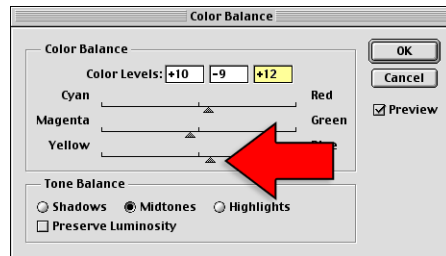 Color Balance
Color Balance
Color Levels: +10 -9 +12
Cyan Red
Magenta Green
Yellow
Tone Balance
Shadows Midtones Highlights
Preserve Luminosity
OK
Cancel
Preview